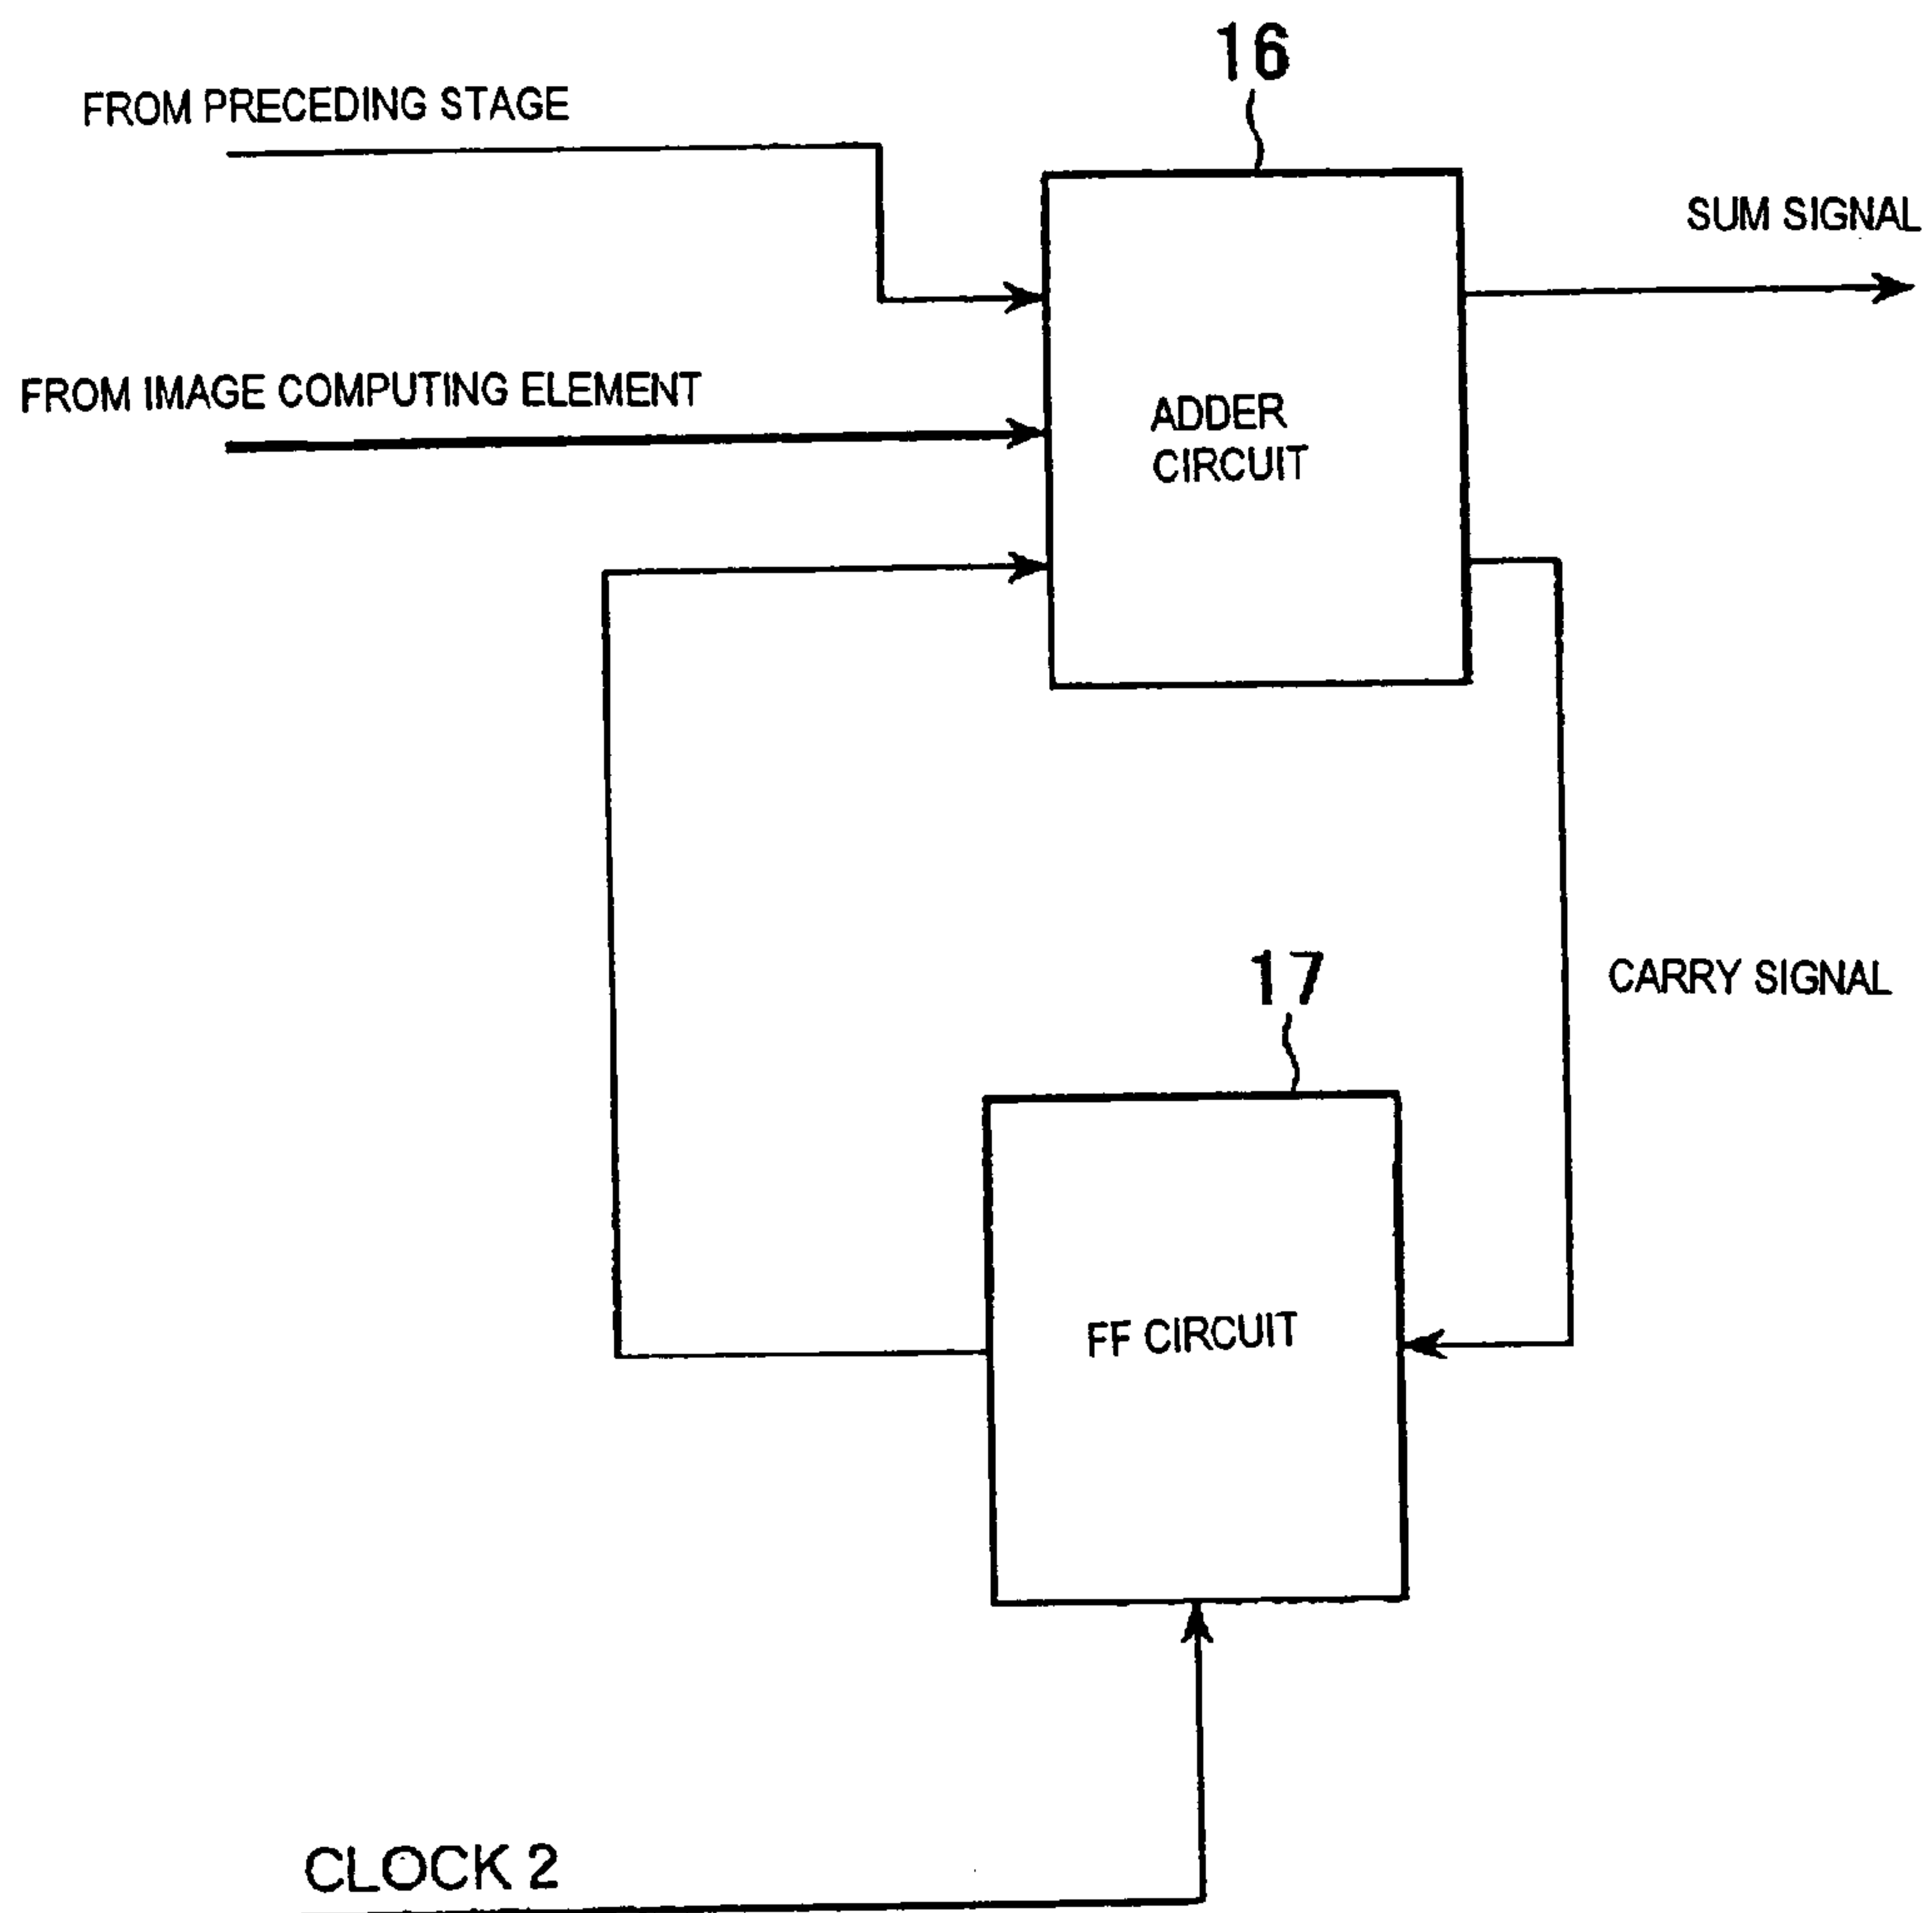 16
FROM PRECEDING STAGE
SUM SIGNAL
FROM IMAGE COMPUTING ELEMENT
ADDER
CIRCUIT
17
CARRY SIGNAL
FF CIRCUIT
CLOCK 2